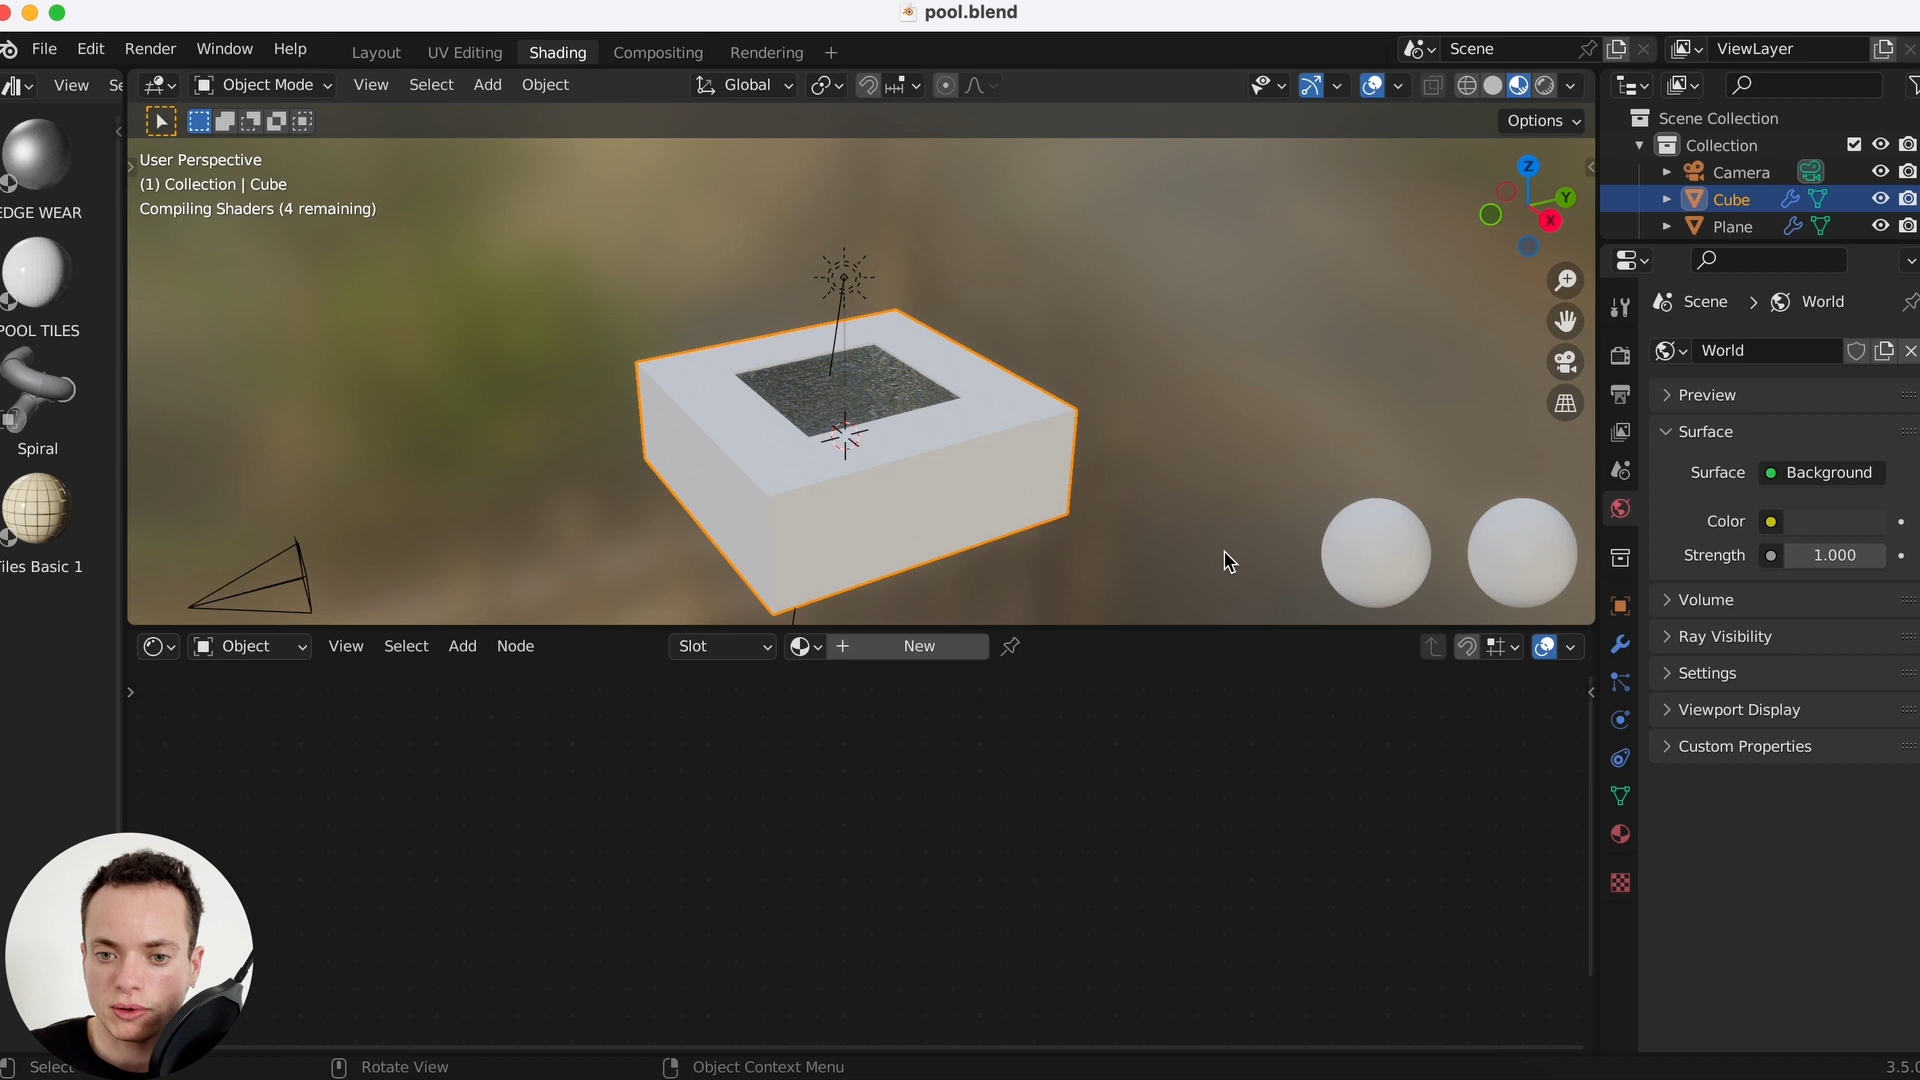 pool.blend
File Edit Render Window Help Layout UV Editing Shading Compositing Rendering + Scene ViewLayer
View Se Object Mode View Select Add Object Global
Options
User Perspective
(1) Collection | Cube
Compiling Shaders (4 remaining)
Z
Y
X
EDGE WEAR
POOL TILES
Spiral
Tiles Basic 1
Scene Collection
Collection
Camera
Cube
Plane
Scene > World
World
Preview
Surface
Surface Background
Color
Strength 1.000
Volume
Ray Visibility
Settings
Viewport Display
Custom Properties
Object View Select Add Node Slot + New
Select Rotate View Object Context Menu 3.5.0